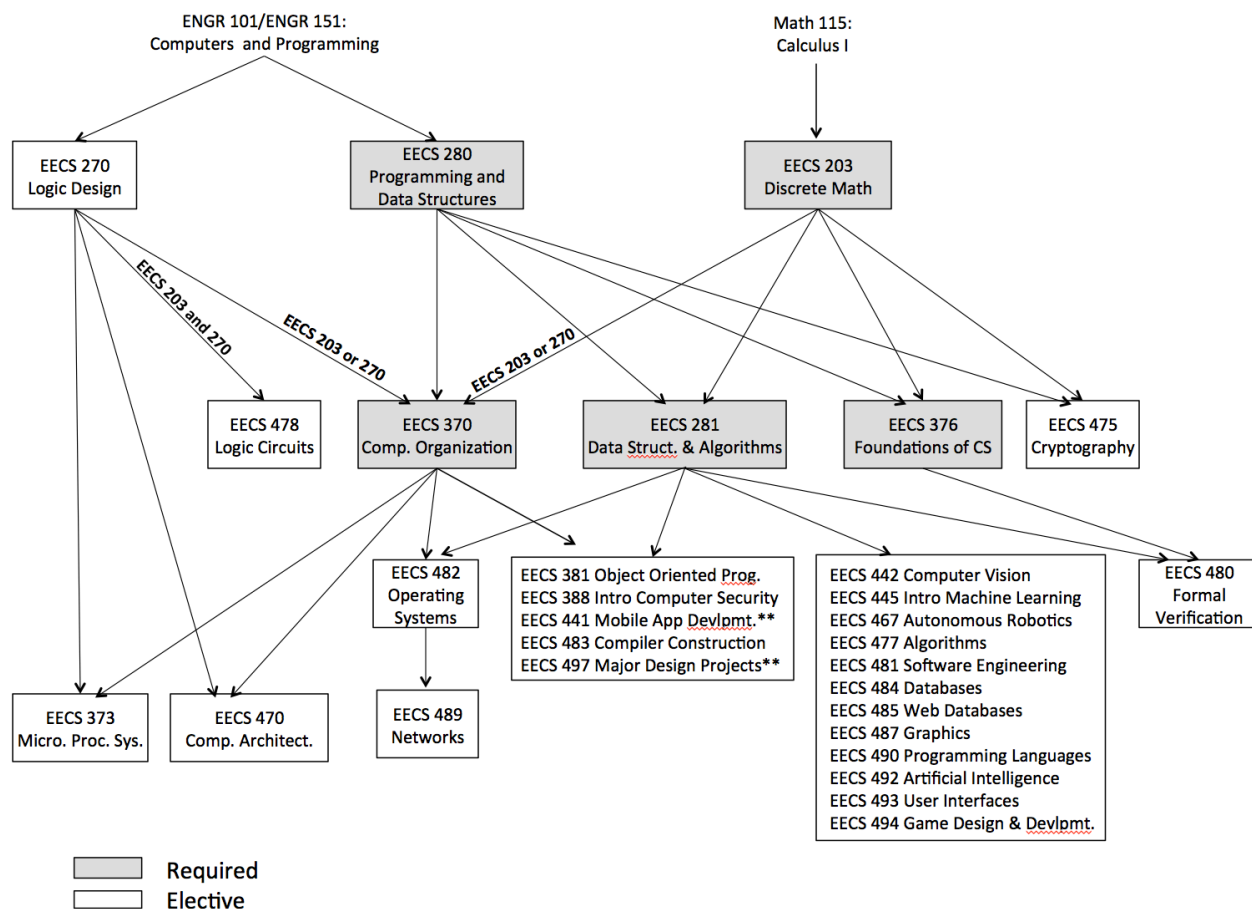 ENGR 101/ENGR 151:
Computers and Programming
Math 115:
Calculus I
EECS 270
Logic Design
EECS 280
Programming and
Data Structures
EECS 203
Discrete Math
EECS 203 and 270
EECS 203 or 270
EECS 203 or 270
EECS 478
Logic Circuits
EECS 370
Comp. Organization
EECS 281
Data Struct. & Algorithms
EECS 376
Foundations of CS
EECS 475
Cryptography
EECS 482
Operating
Systems
EECS 381 Object Oriented Prog.
EECS 388 Intro Computer Security
EECS 441 Mobile App Devlpmt.**
EECS 483 Compiler Construction
EECS 497 Major Design Projects**
EECS 442 Computer Vision
EECS 445 Intro Machine Learning
EECS 467 Autonomous Robotics
EECS 477 Algorithms
EECS 481 Software Engineering
EECS 484 Databases
EECS 485 Web Databases
EECS 487 Graphics
EECS 490 Programming Languages
EECS 492 Artificial Intelligence
EECS 493 User Interfaces
EECS 494 Game Design & Devlpmt.
EECS 480
Formal
Verification
EECS 373
Micro. Proc. Sys.
EECS 470
Comp. Architect.
EECS 489
Networks
Required
Elective